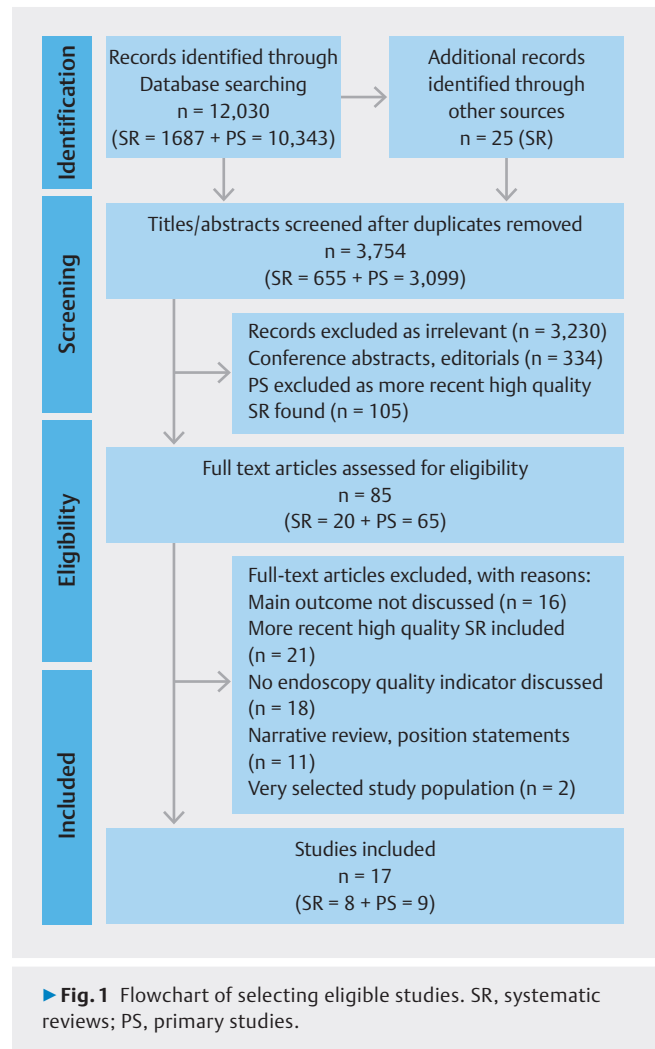 Identification
Records identified through
Database searching
n = 12,030
(SR = 1687 + PS = 10,343)
Additional records
identified through
other sources
n = 25 (SR)
Screening
Titles/abstracts screened after duplicates removed
n = 3,754
(SR = 655 + PS = 3,099)
Records excluded as irrelevant (n = 3,230)
Conference abstracts, editorials (n = 334)
PS excluded as more recent high quality
SR found (n = 105)
Eligibility
Full text articles assessed for eligibility
n = 85
(SR = 20 + PS = 65)
Full-text articles excluded, with reasons:
Main outcome not discussed (n = 16)
More recent high quality SR included
(n = 21)
No endoscopy quality indicator discussed
(n = 18)
Narrative review, position statements
(n = 11)
Very selected study population (n = 2)
Included
Studies included
n = 17
(SR = 8 + PS = 9)
▶ Fig. 1 Flowchart of selecting eligible studies. SR, systematic
reviews; PS, primary studies.